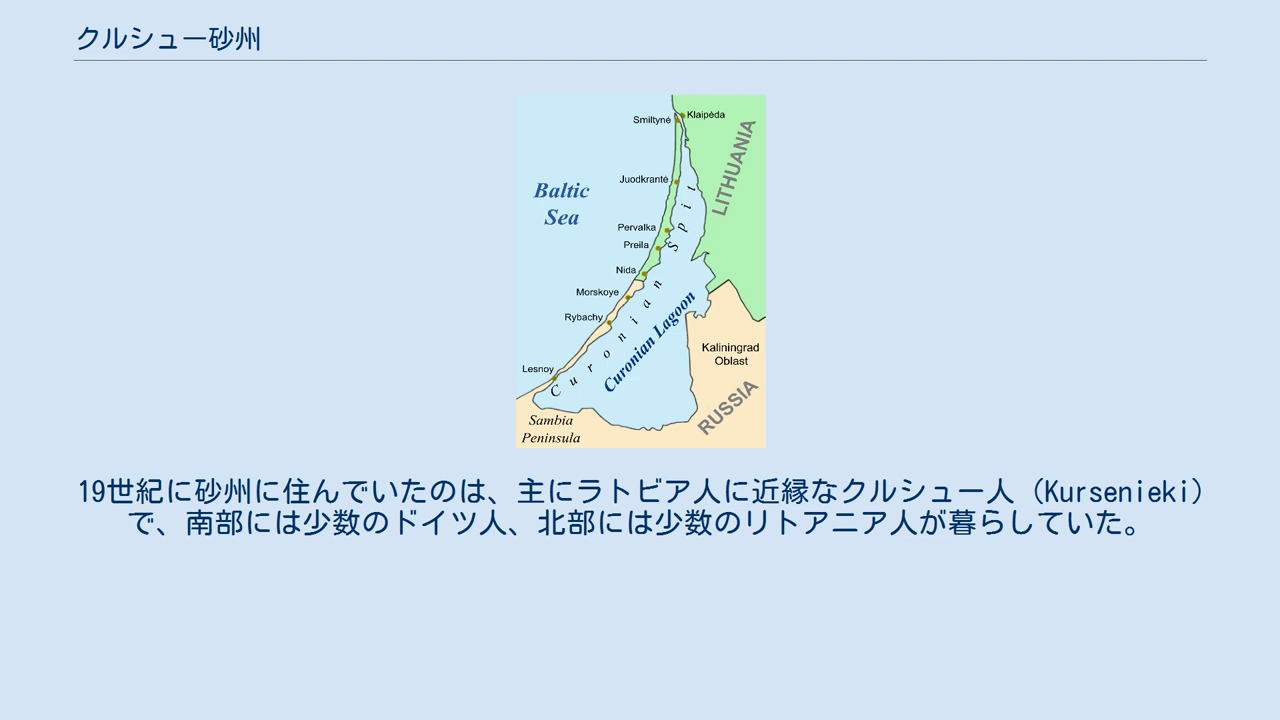 クルシュー砂州
Smiltynė
Klaipėda
LITHUANIA
Juodkrantė
Baltic
Sea
Pervalka
Preila
Nida
Morskoye
Rybachy
Lesnoy
Curonian Spit
Curonian Lagoon
Kaliningrad
Oblast
RUSSIA
Sambia
Peninsula
19世紀に砂州に住んでいたのは、主にラトビア人に近縁なクルシュー人（Kursenieki）
で、南部には少数のドイツ人、北部には少数のリトアニア人が暮らしていた。